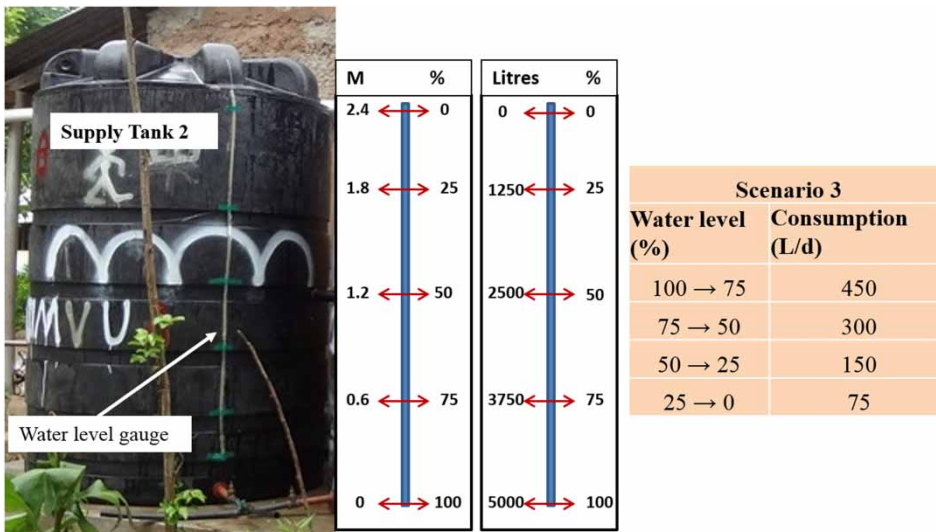 Supply Tank 2
MVU
Water level gauge
M %
2.4 0
1.8 25
1.2 50
0.6 75
0 100
Litres %
0 0
1250 25
2500 50
3750 75
5000 100
Scenario 3
Water level (%) Consumption (L/d)
100 → 75 450
75 → 50 300
50 → 25 150
25 → 0 75